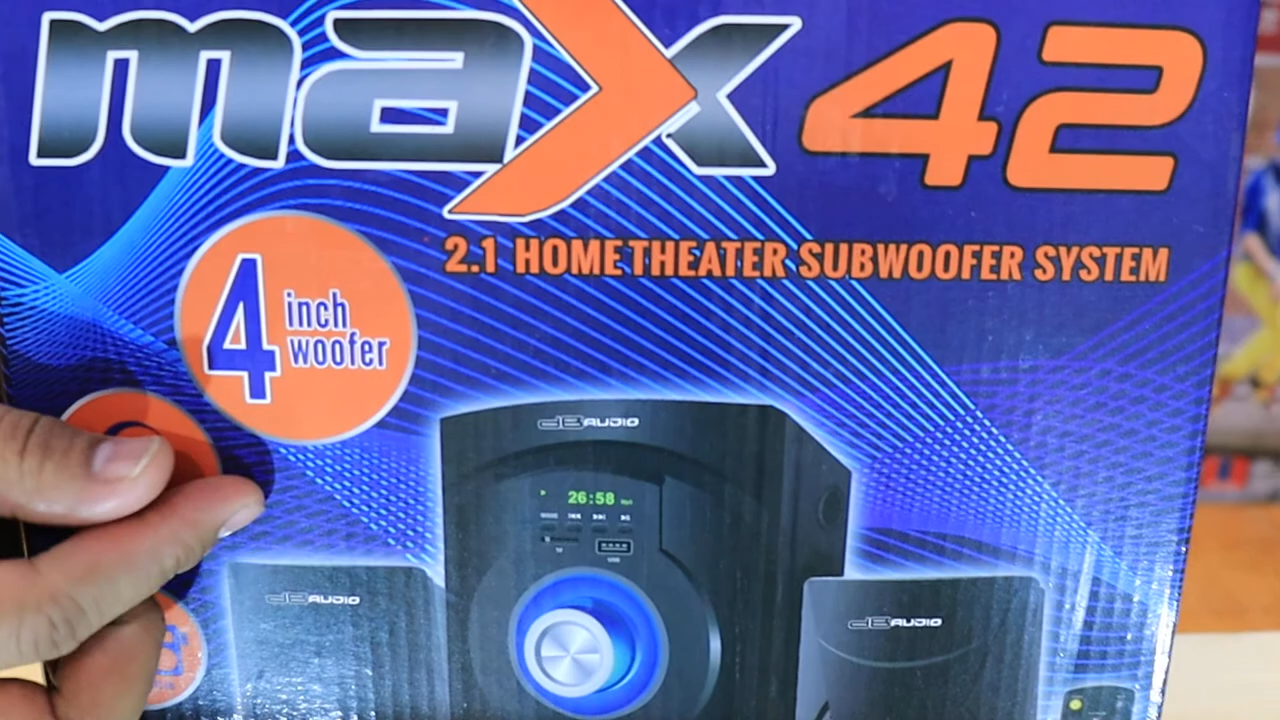 max 42
2.1 HOME THEATER SUBWOOFER SYSTEM
4 inch
woofer
dB AUDIO
26:58
USB
dB AUDIO
dB AUDIO